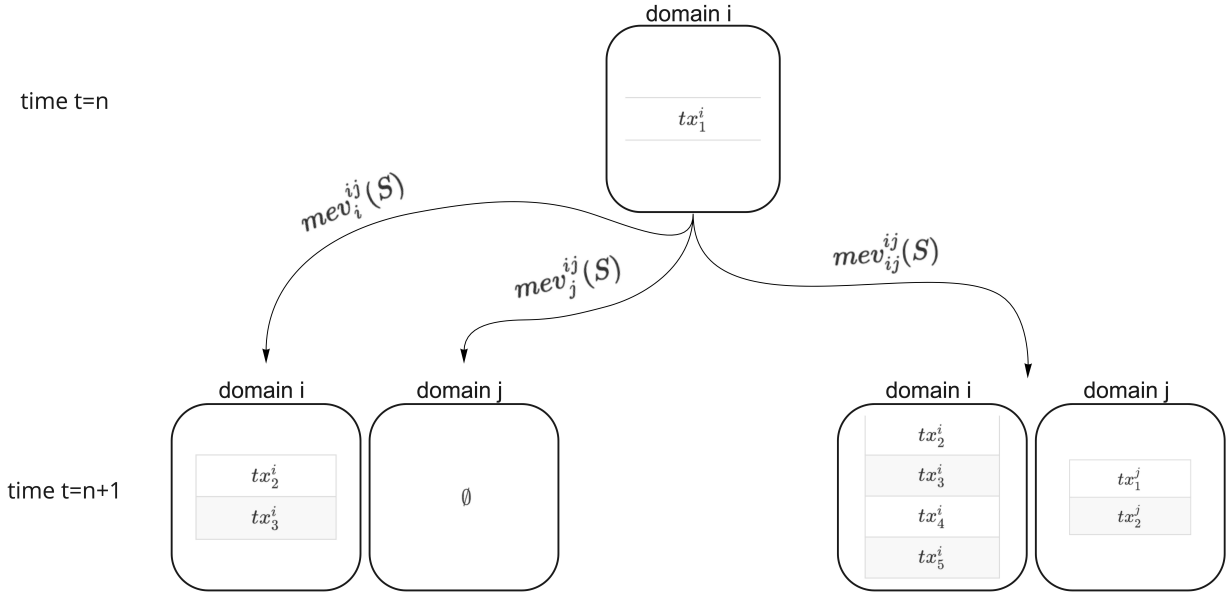 domain i
time t=n
$tx_1^i$
$mev_i^{ij}(S)$
$mev_j^{ij}(S)$
$mev_{ij}^{ij}(S)$
domain i
domain j
domain i
domain j
time t=n+1
$tx_2^i$
$tx_3^i$
∅
$tx_2^i$
$tx_3^i$
$tx_4^i$
$tx_5^i$
$tx_1^j$
$tx_2^j$